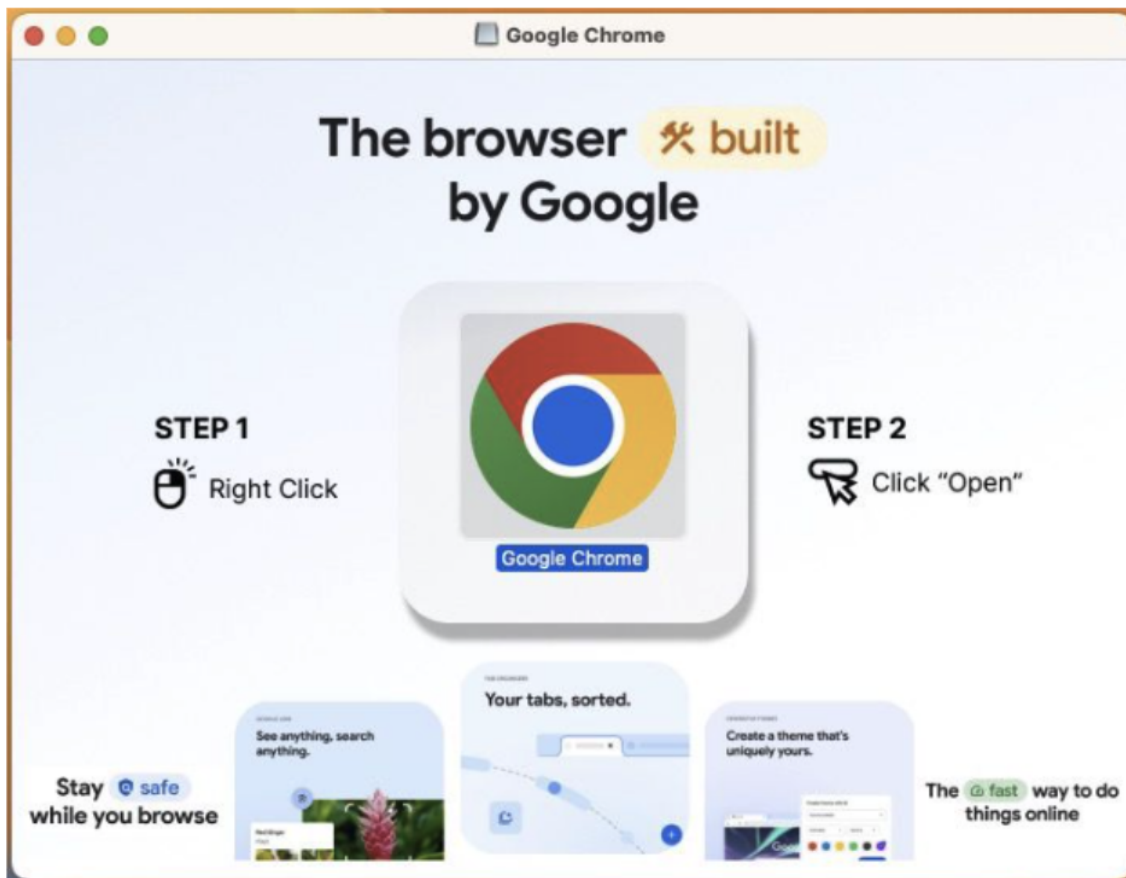 Google Chrome
The browser built
by Google
STEP 1
Right Click
STEP 2
Click “Open”
Google Chrome
Your tabs, sorted.
See anything, search
anything.
Create a theme that's
uniquely yours.
Stay safe
while you browse
The fast way to do
things online